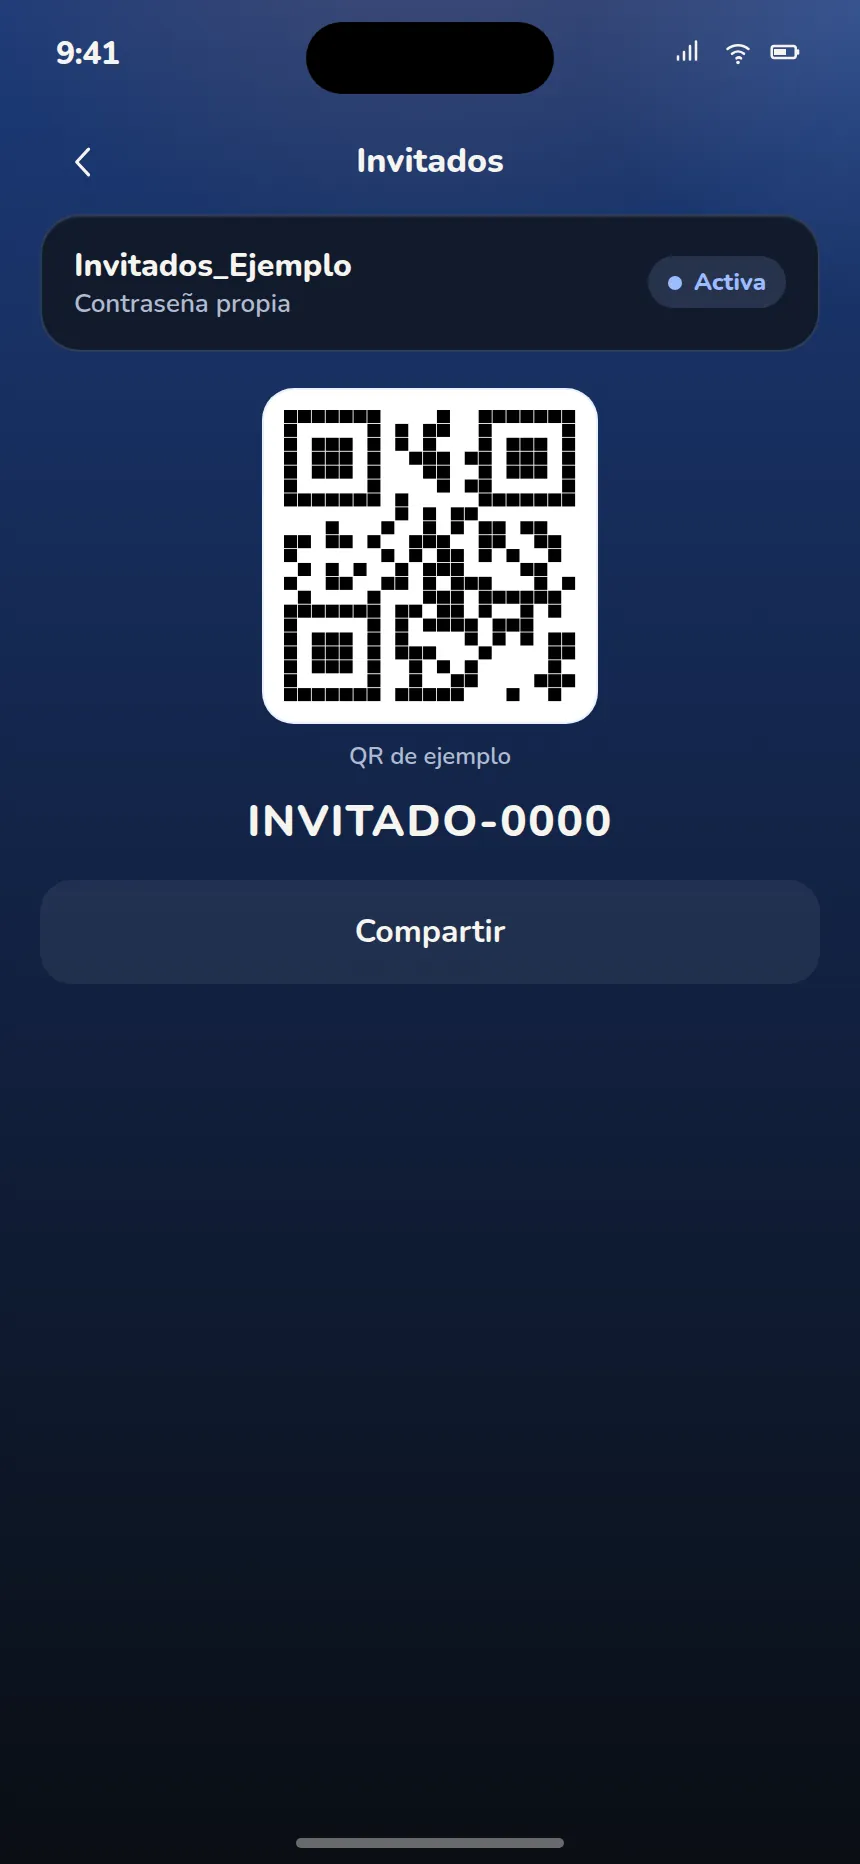 9:41
Invitados
Invitados_Ejemplo
Contraseña propia
Activa
QR de ejemplo
INVITADO-0000
Compartir